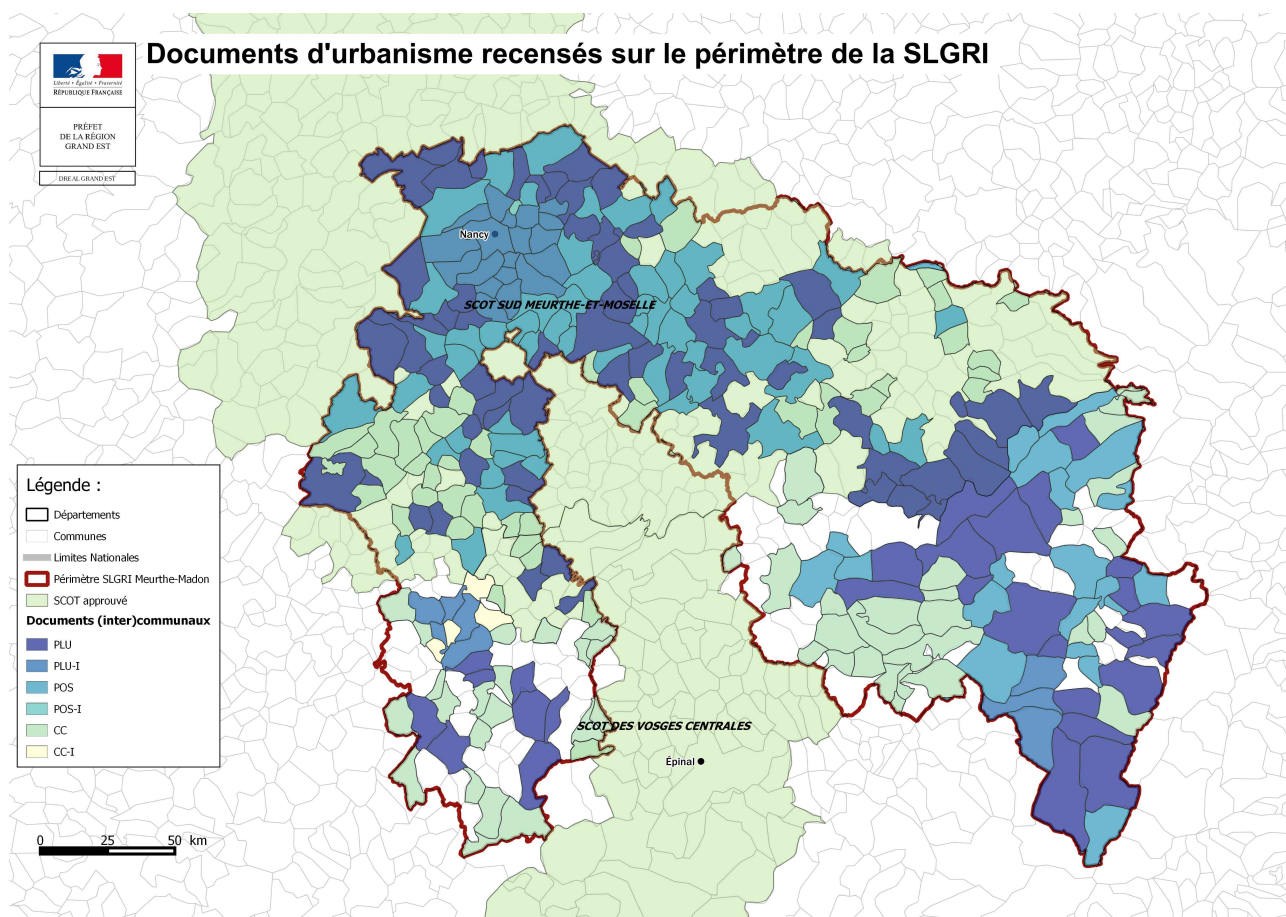 Documents d'urbanisme recensés sur le périmètre de la SLGRI
Liberté • Égalité • Fraternité
RÉPUBLIQUE FRANÇAISE
PRÉFET
DE LA RÉGION
GRAND EST
DREAL GRAND EST
Nancy
SCOT SUD MEURTHE-ET-MOSELLE
Légende :
Départements
Communes
Limites Nationales
Périmètre SLGRI Meurthe-Madon
SCOT approuvé
Documents (inter)communaux
PLU
PLU-I
POS
POS-I
CC
CC-I
SCOT DES VOSGES CENTRALES
Épinal
0 25 50 km